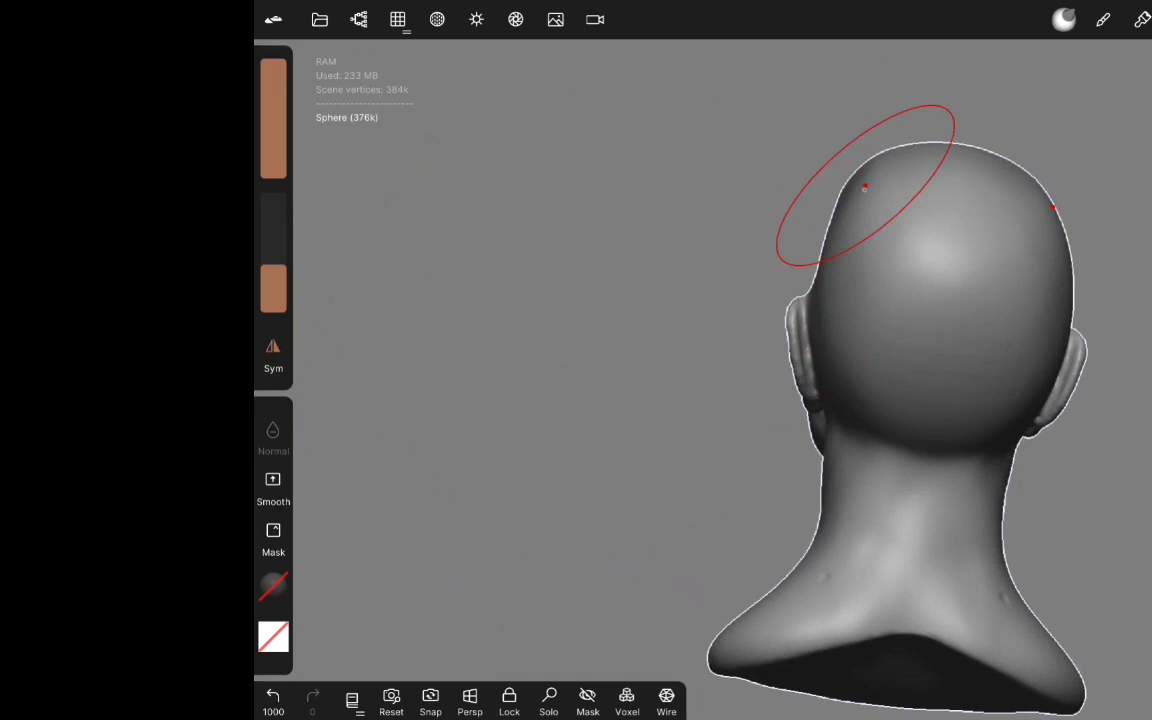 RAM
Used: 233 MB
Scene vertices: 384k
-----------------------
Sphere (376k)
Sym
Normal
Smooth
Mask
1000
0
Reset
Snap
Persp
Lock
Solo
Mask
Voxel
Wire